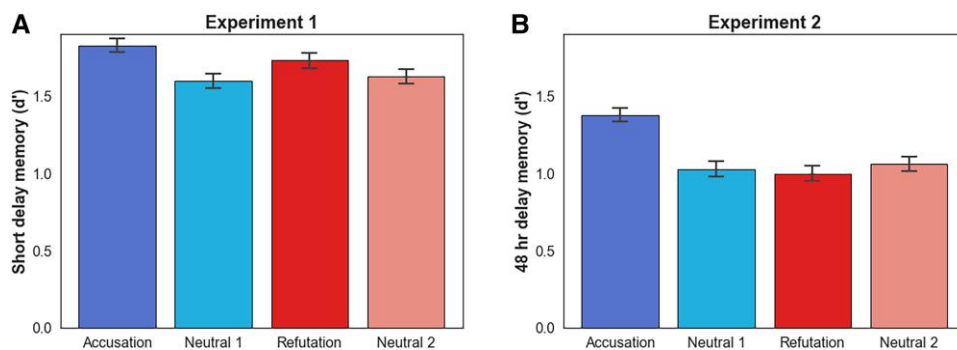 A
Experiment 1
Short delay memory (d')
1.5
1.0
0.5
0.0
Accusation Neutral 1 Refutation Neutral 2
B
Experiment 2
48 hr delay memory (d')
1.5
1.0
0.5
0.0
Accusation Neutral 1 Refutation Neutral 2